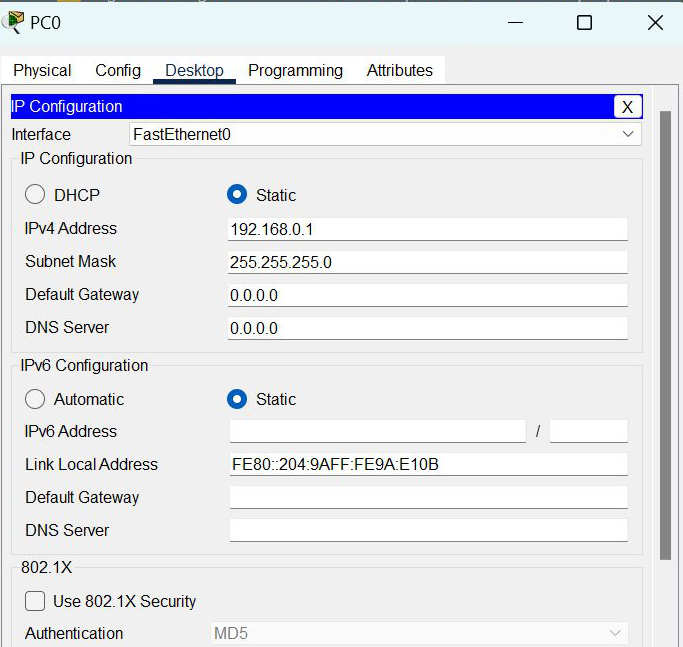 PC0
Physical Config Desktop Programming Attributes
IP Configuration X
Interface FastEthernet0
IP Configuration
DHCP Static
IPv4 Address 192.168.0.1
Subnet Mask 255.255.255.0
Default Gateway 0.0.0.0
DNS Server 0.0.0.0
IPv6 Configuration
Automatic Static
IPv6 Address /
Link Local Address FE80::204:9AFF:FE9A:E10B
Default Gateway
DNS Server
802.1X
Use 802.1X Security
Authentication MD5